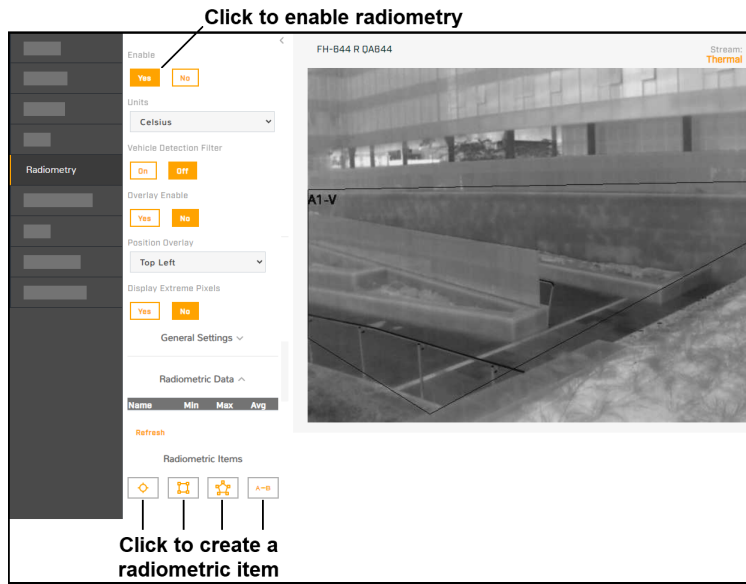 Click to enable radiometry
FH-644 R QA644
Stream:
Thermal
Enable
Yes No
Units
Celsius
Vehicle Detection Filter
On Off
Radiometry
Overlay Enable
Yes No
Position Overlay
Top Left
Display Extreme Pixels
Yes No
General Settings
Radiometric Data
Name Min Max Avg
Refresh
Radiometric Items
A-B
A1-V
Click to create a
radiometric item